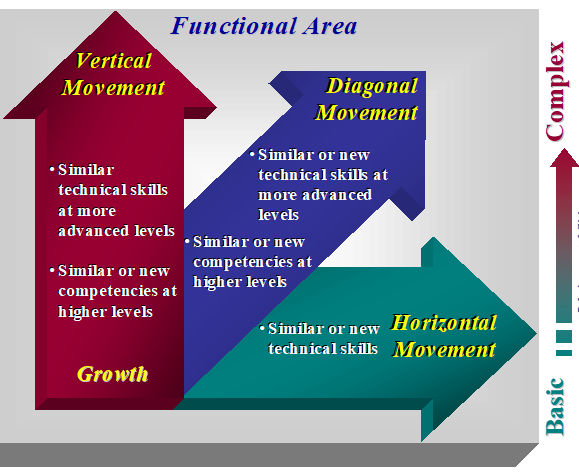 Functional Area
Vertical
Movement
• Similar
technical skills
at more
advanced levels
• Similar or new
competencies at
higher levels
Growth
Diagonal
Movement
• Similar or new
technical skills at
more advanced
levels
• Similar or new
competencies at
higher levels
• Similar or new
technical skills
Horizontal
Movement
Complex
Basic